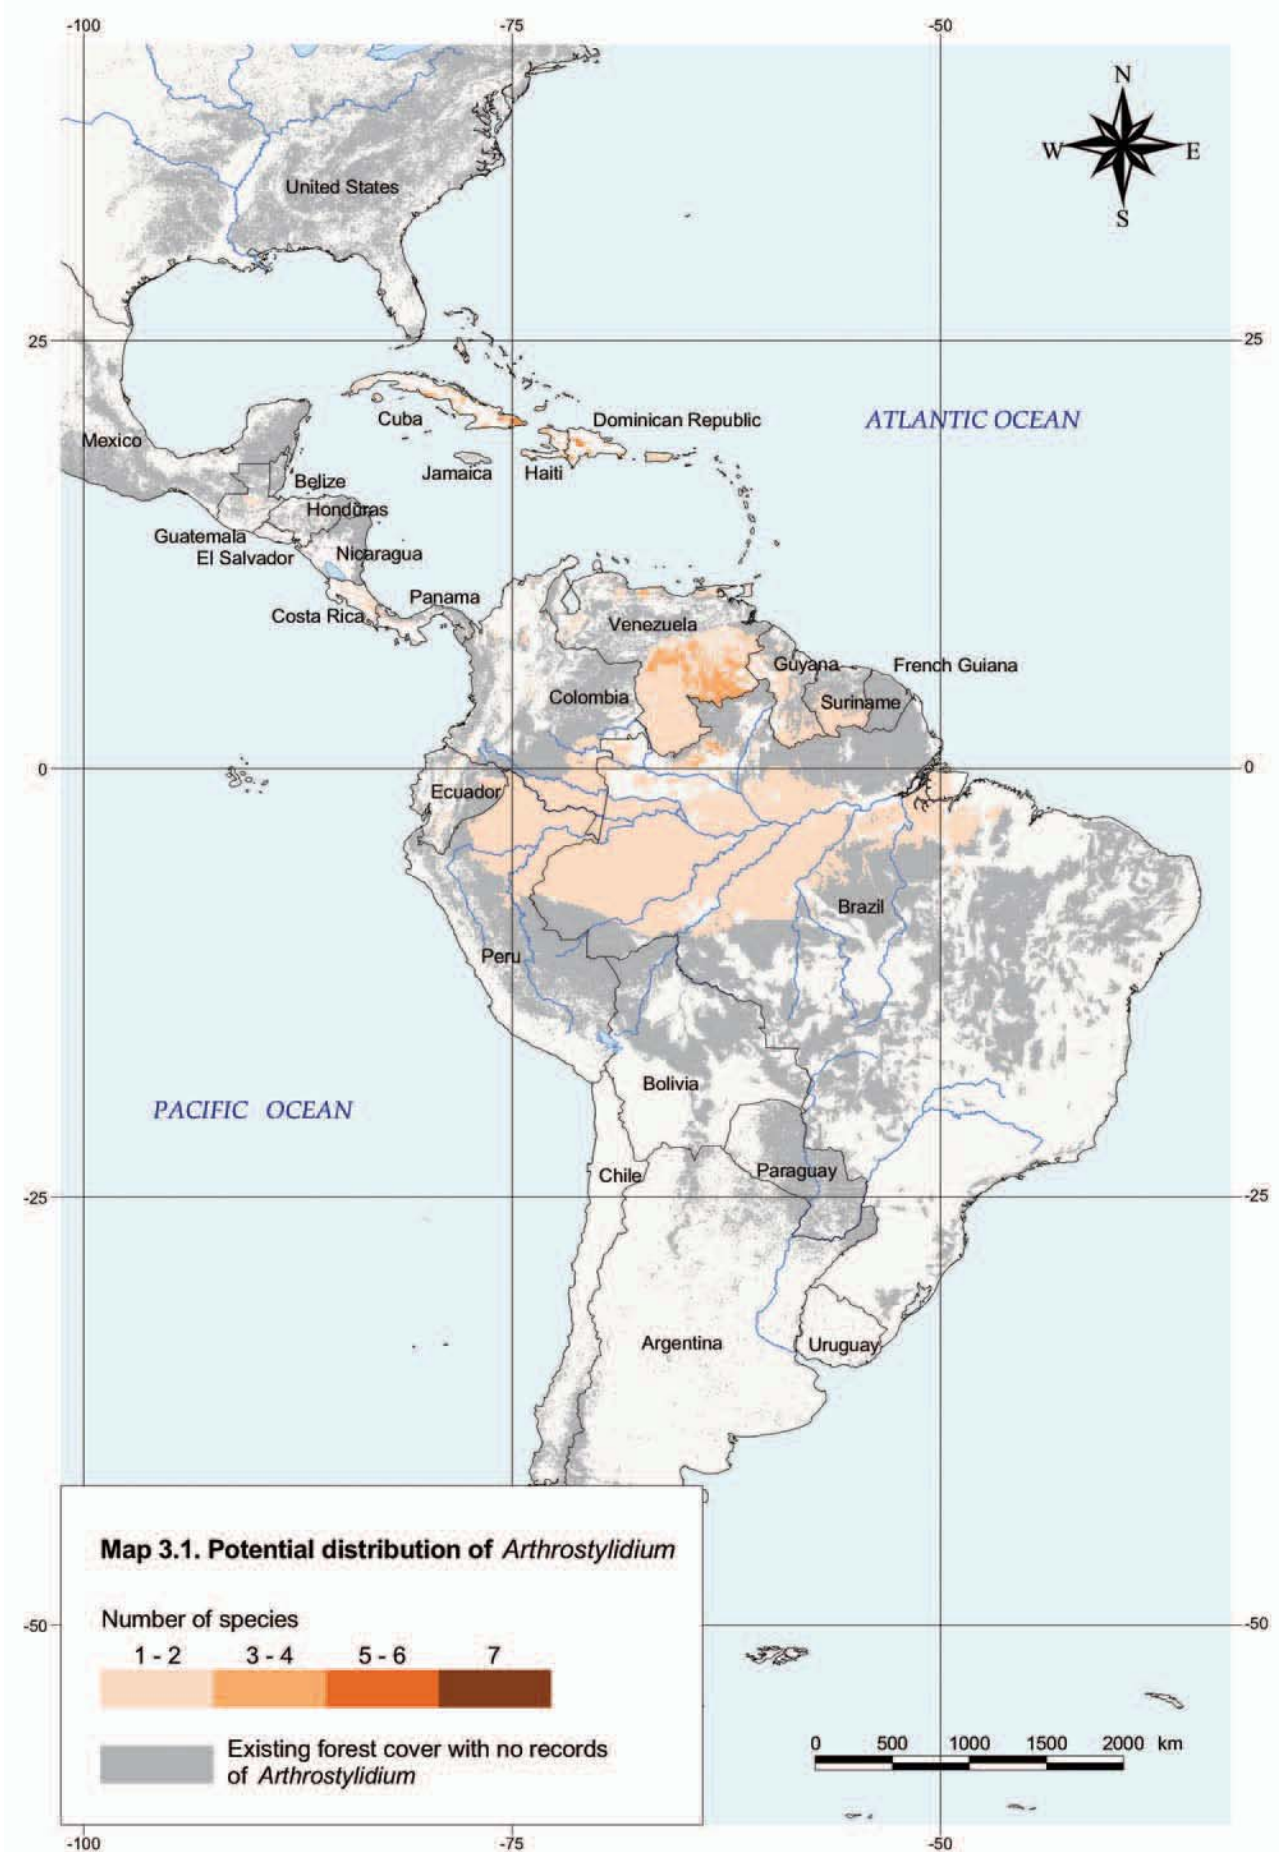 -100
-75
-50
N
W
E
S
United States
25
25
ATLANTIC OCEAN
Cuba
Dominican Republic
Mexico
Jamaica
Haiti
Belize
Honduras
Guatemala
El Salvador
Nicaragua
Panama
Costa Rica
Venezuela
Guyana
French Guiana
Colombia
Suriname
0
0
Ecuador
Brazil
Peru
Bolivia
PACIFIC OCEAN
Paraguay
Chile
-25
-25
Argentina
Uruguay
Map 3.1. Potential distribution of Arthrostylidium
Number of species
1 - 2
3 - 4
5 - 6
7
Existing forest cover with no records
of Arthrostylidium
-50
-50
0 500 1000 1500 2000 km
-100
-75
-50